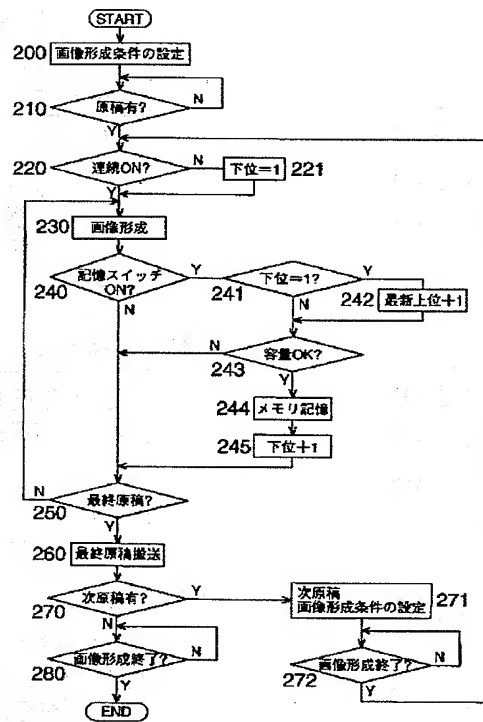 START
200 画像形成条件の設定
210 原稿有? N
Y
220 連続ON? N 下位=1 221
Y
230 画像形成
240 記憶スイッチ ON? Y 241 下位=1? Y 242 最新上位+1
N N
243 容量OK? N
Y
244 メモリ記憶
245 下位+1
N 250 最終原稿?
Y
260 最終原稿搬送
270 次原稿有? Y 次原稿 画像形成条件の設定 271
N
280 画像形成終了? N 272 画像形成終了? N
Y Y
END